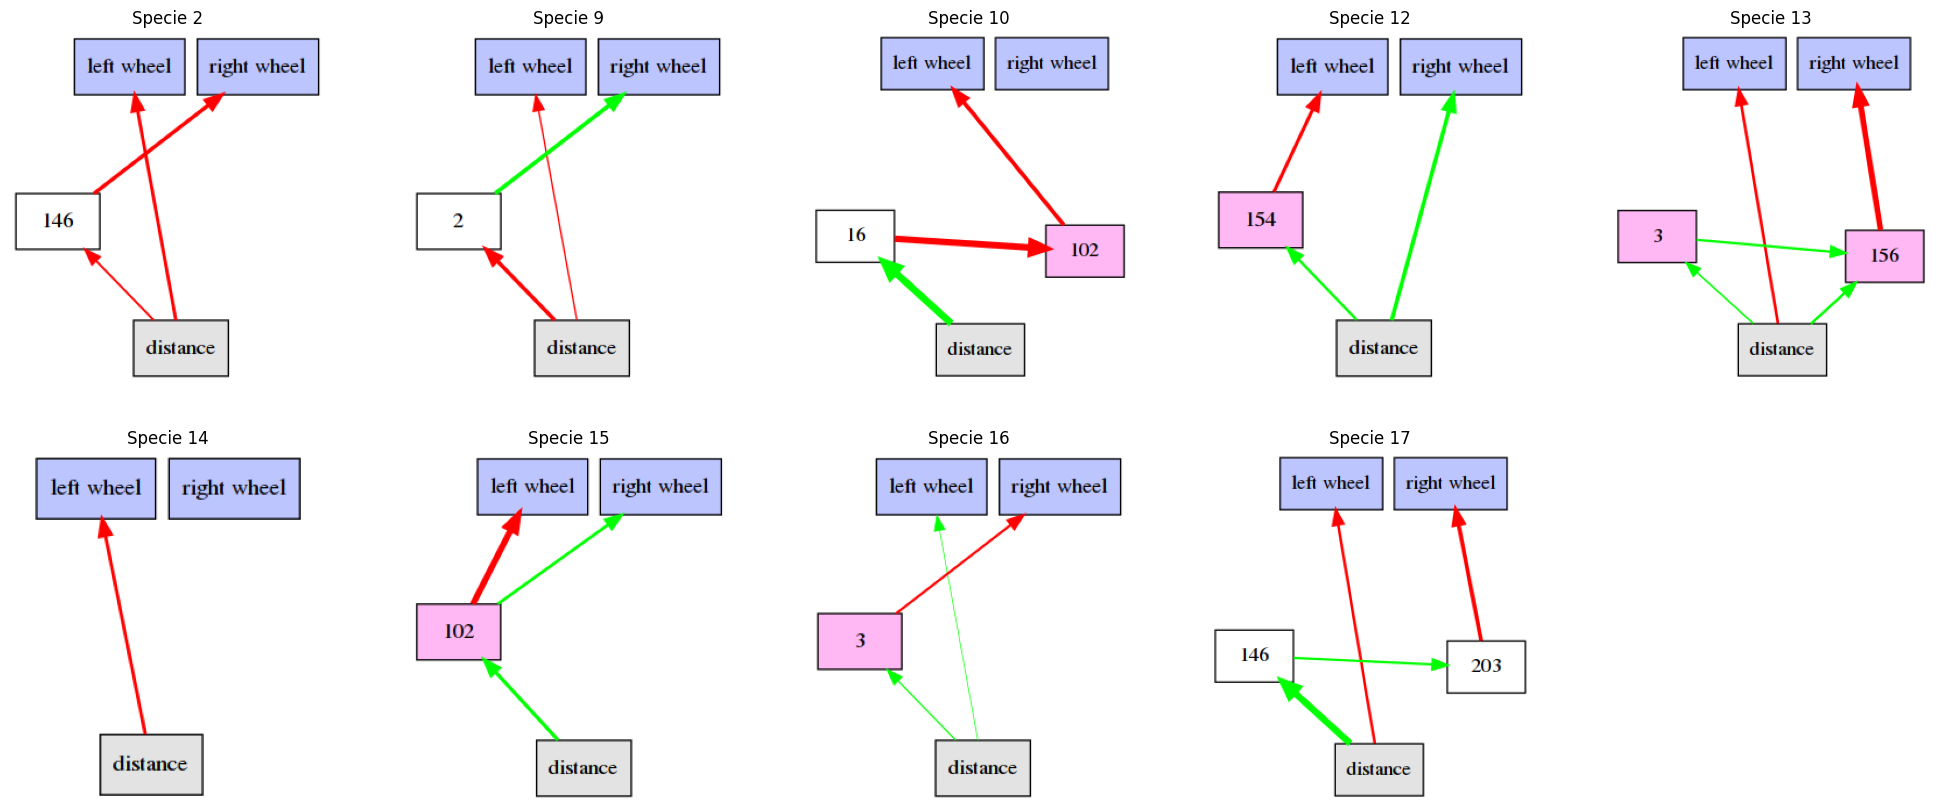 Specie 2
left wheel
right wheel
146
distance
Specie 9
left wheel
right wheel
2
distance
Specie 10
left wheel
right wheel
16
102
distance
Specie 12
left wheel
right wheel
154
distance
Specie 13
left wheel
right wheel
3
156
distance
Specie 14
left wheel
right wheel
distance
Specie 15
left wheel
right wheel
102
distance
Specie 16
left wheel
right wheel
3
distance
Specie 17
left wheel
right wheel
146
203
distance